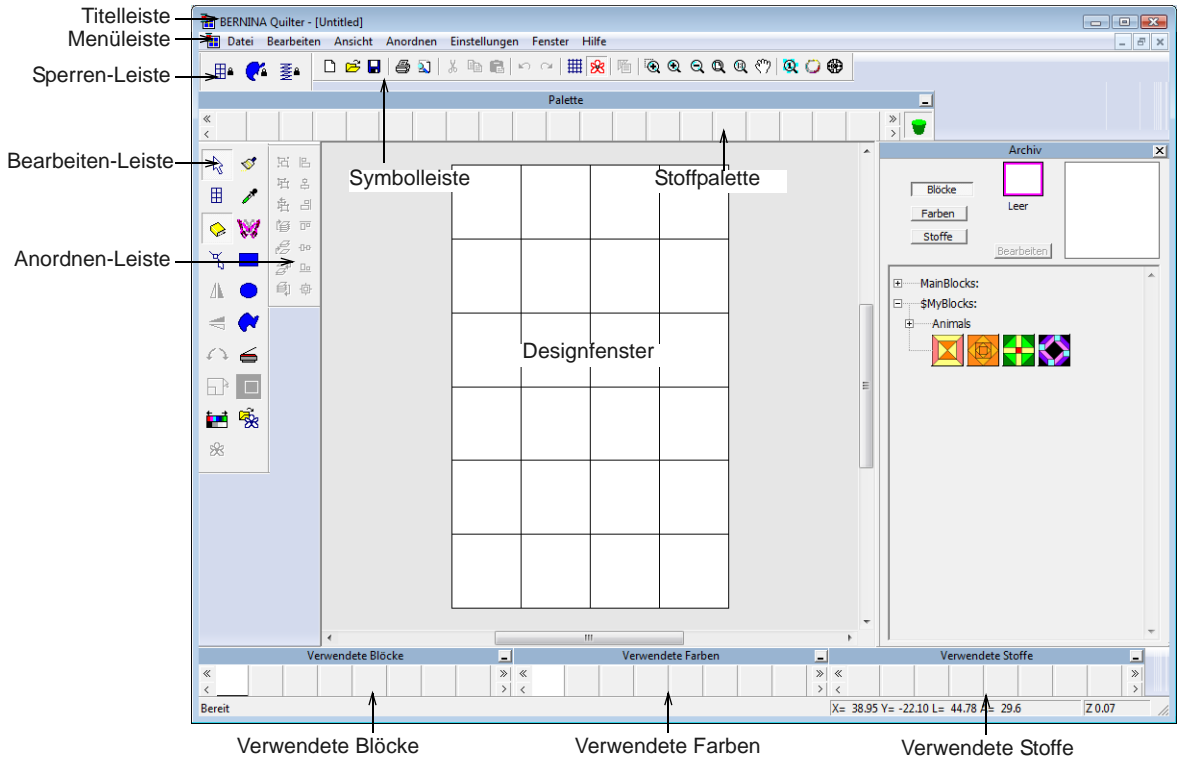 Titelleiste
BERNINA Quilter - [Untitled]
Menüleiste
Datei Bearbeiten Ansicht Anordnen Einstellungen Fenster Hilfe
Sperren-Leiste
Palette
Bearbeiten-Leiste
Archiv
Symbolleiste
Stoffpalette
Blöcke
Leer
Farben
Stoffe
Bearbeiten
Anordnen-Leiste
MainBlocks:
$MyBlocks:
Animals
Designfenster
Verwendete Blöcke
Verwendete Farben
Verwendete Stoffe
Bereit
X= 38.95 Y= -22.10 L= 44.78 A= 29.6
Z 0.07
Verwendete Blöcke
Verwendete Farben
Verwendete Stoffe